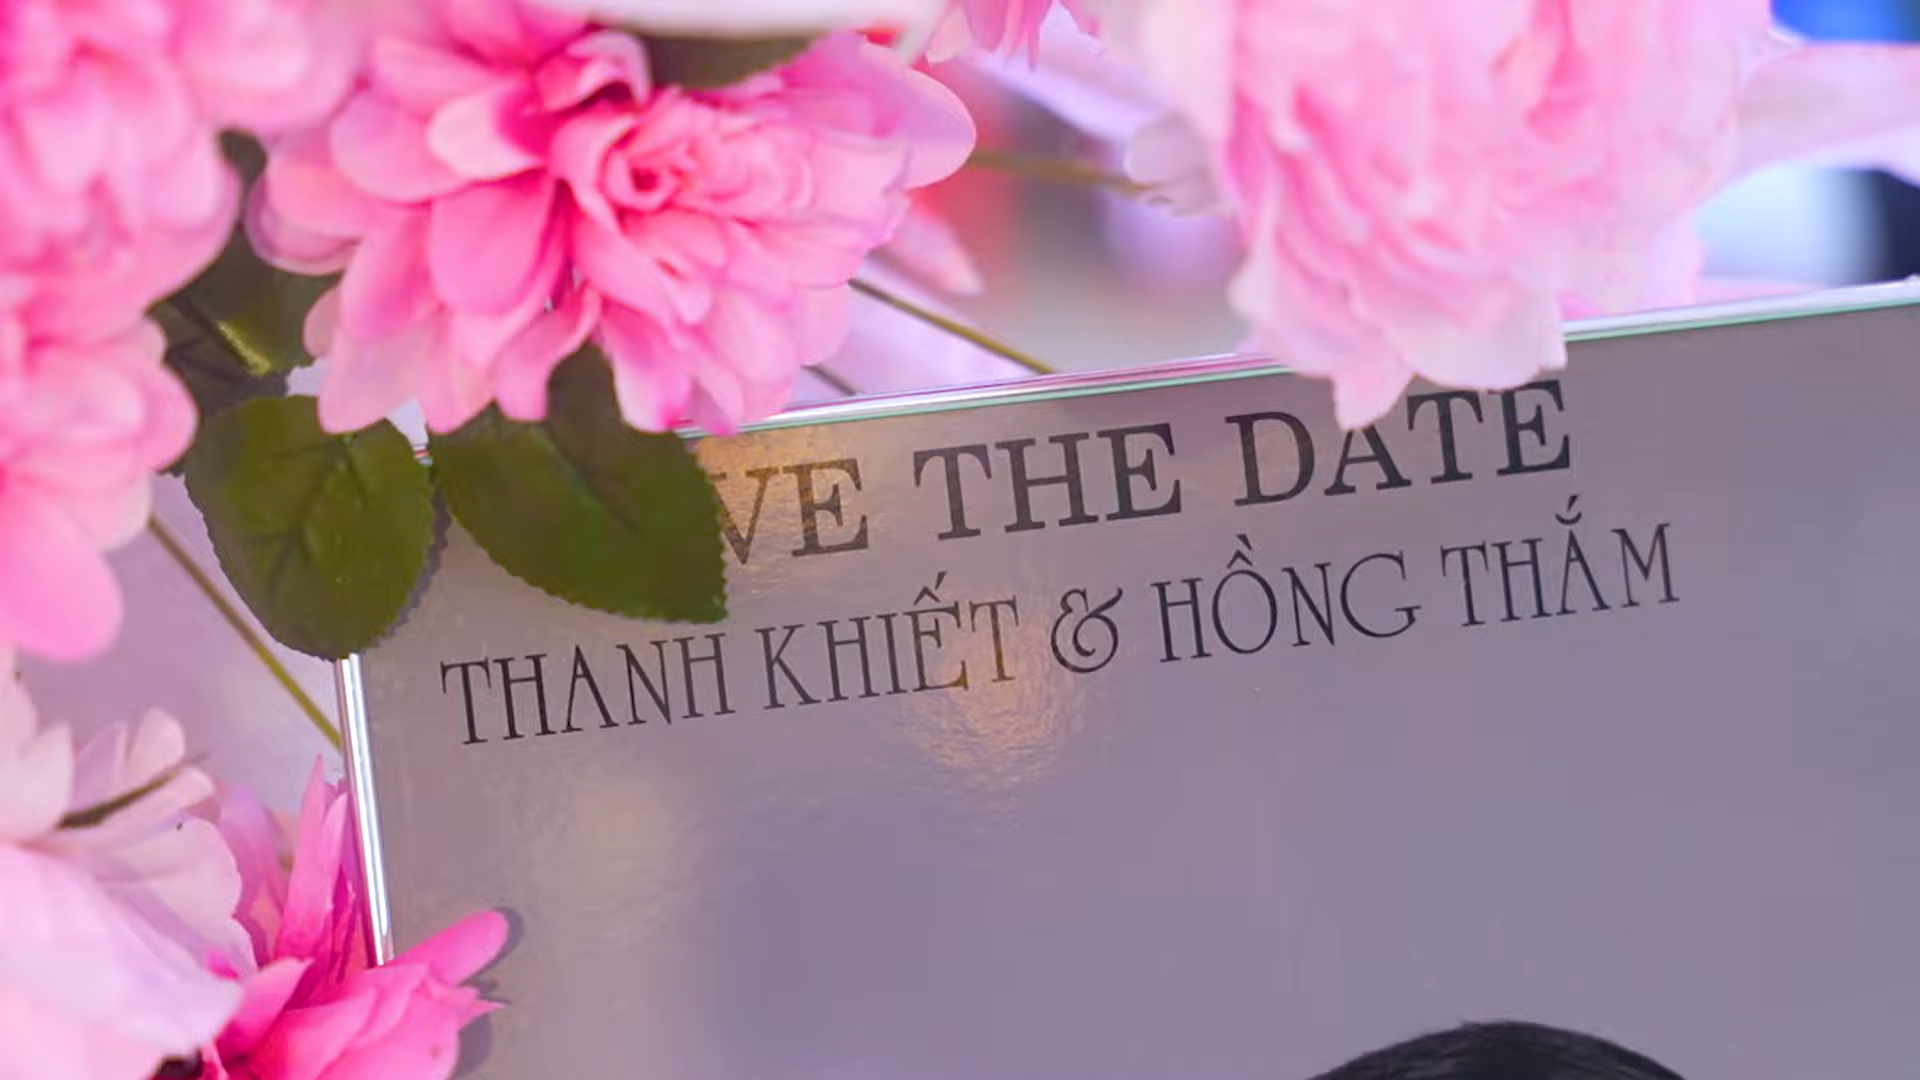 VE THE DATE
THANH KHIẾT & HỒNG THẮM